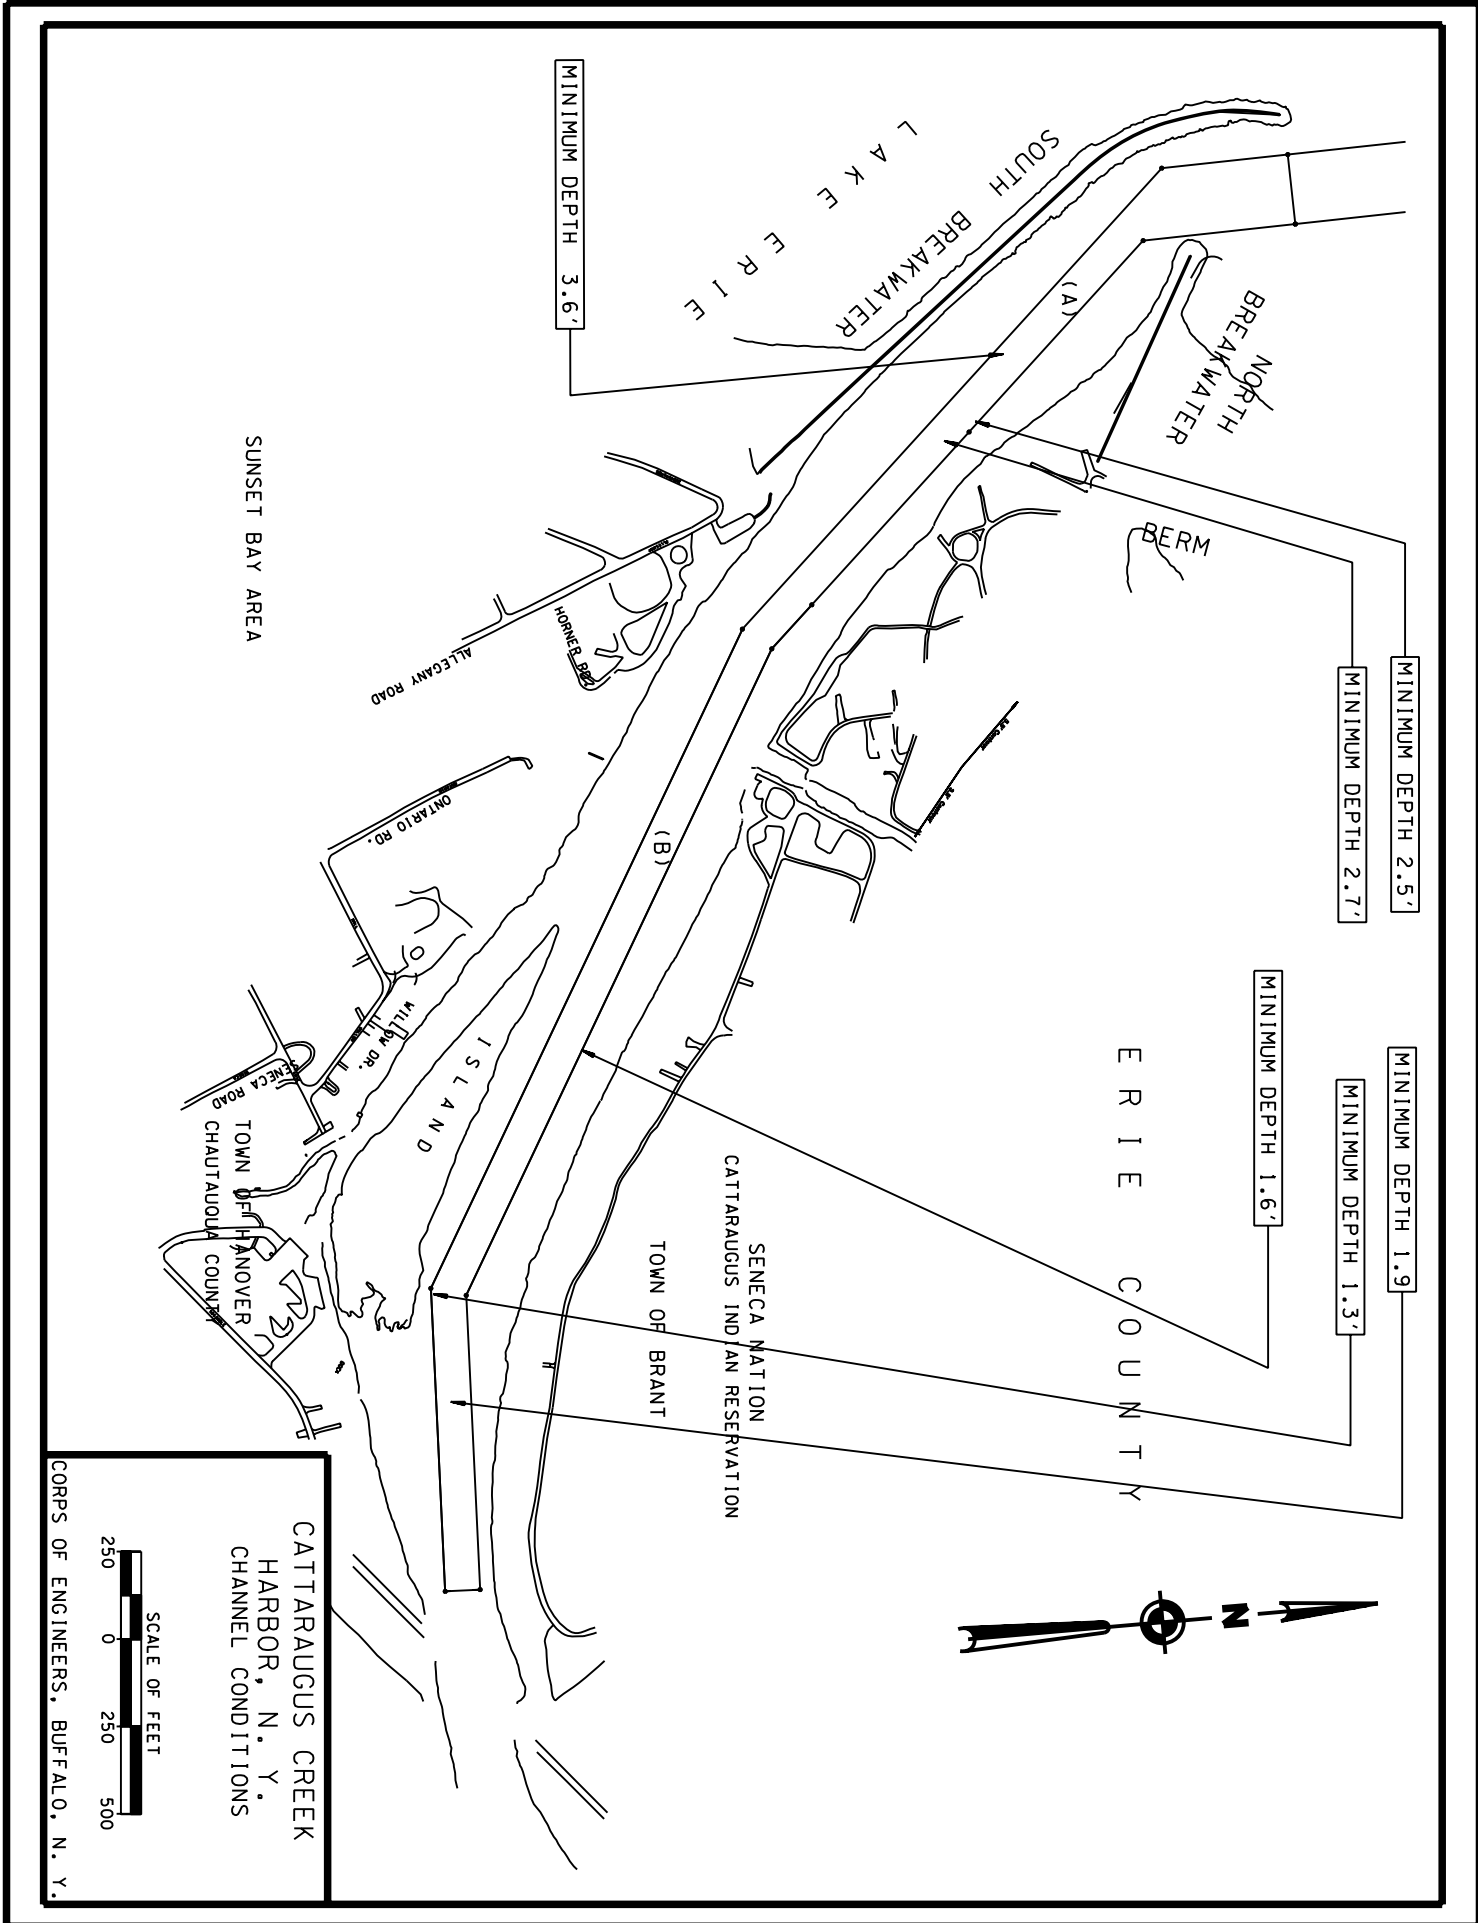 MINIMUM DEPTH 3.6'
LAKE ERIE
SOUTH BREAKWATER
(A)
NORTH
BREAKWATER
BERM
MINIMUM DEPTH 2.5'
MINIMUM DEPTH 2.7'
SUNSET BAY AREA
HORNER RD.
ALLEGANY ROAD
ONTARIO RD.
(B)
WILLOW DR.
SENECA ROAD
ISLAND
MINIMUM DEPTH 1.6'
MINIMUM DEPTH 1.9
MINIMUM DEPTH 1.3'
ERIE COUNTY
SENECA NATION
CATTARAUGUS INDIAN RESERVATION
TOWN OF BRANT
TOWN OF HANOVER
CHAUTAUQUA COUNTY
N
CATTARAUGUS CREEK
HARBOR, N. Y.
CHANNEL CONDITIONS
SCALE OF FEET
250 0 250 500
CORPS OF ENGINEERS, BUFFALO, N. Y.